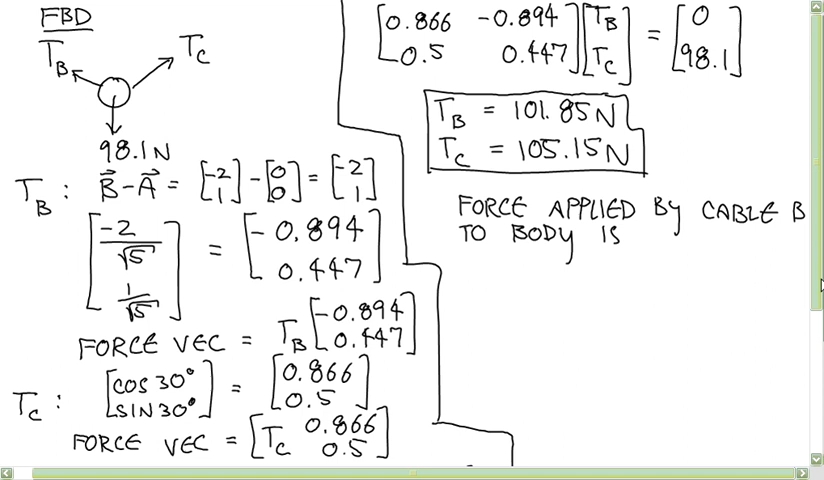 FBD
T_B T_C
98.1N
T_B : B⃗ - A⃗ = [-2 1] - [0 0] = [-2 1]
[-2/√5 1/√5] = [-0.894 0.447]
FORCE VEC = T_B [-0.894 0.447]
T_C : [COS 30° SIN 30°] = [0.866 0.5]
FORCE VEC = [T_C 0.866 0.5]
[0.866 -0.894 0.5 0.447] [T_B T_C] = [0 98.1]
T_B = 101.85N
T_C = 105.15N
FORCE APPLIED BY CABLE B
TO BODY IS